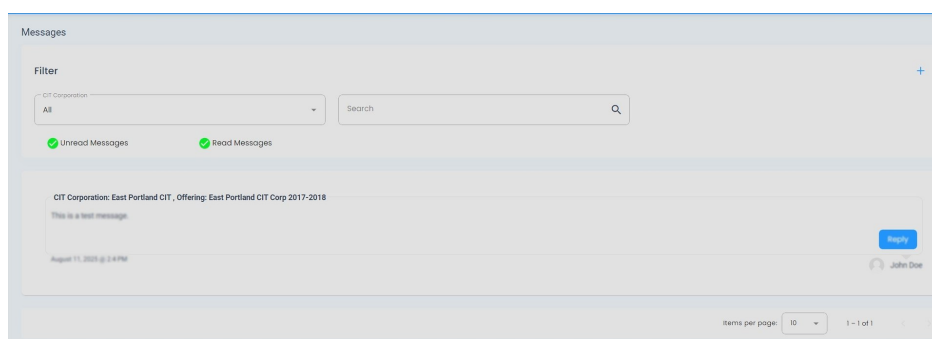 Messages
Filter
CIT Corporation
All
Search
Unread Messages
Read Messages
CIT Corporation: East Portland CIT , Offering: East Portland CIT Corp 2017-2018
This is a test message.
Reply
August 11, 2025 @ 2:4 PM
John Doe
Items per page: 10
1 – 1 of 1